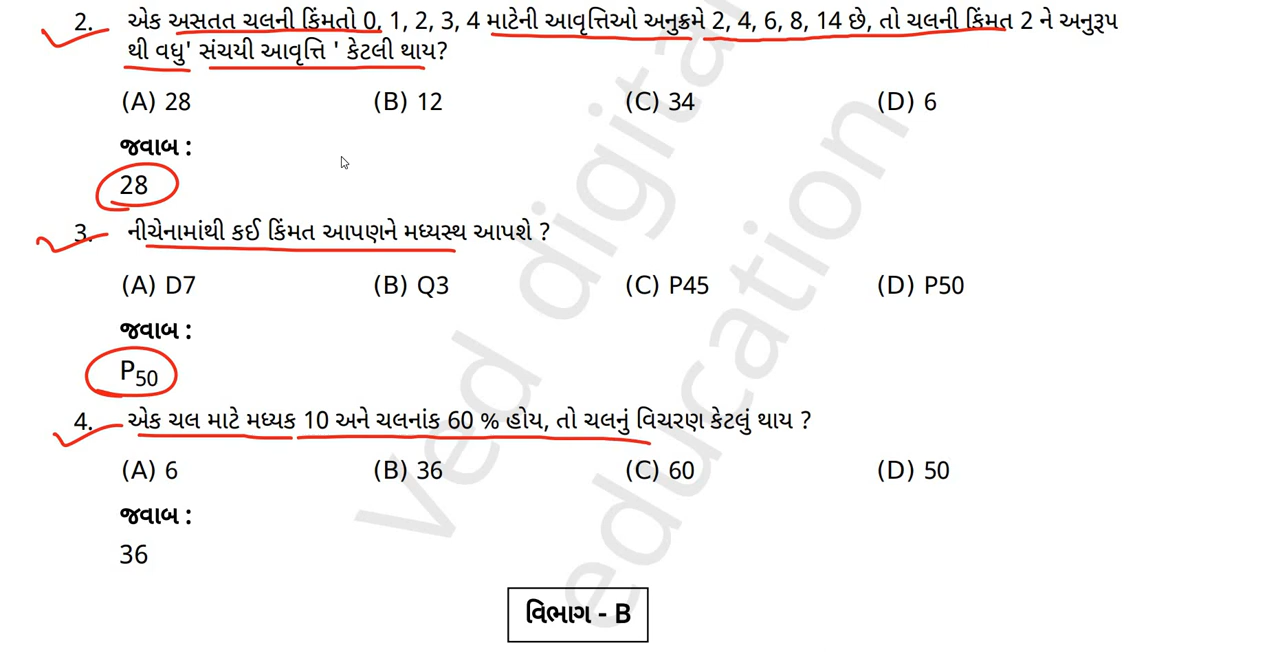 2. એક અસતત ચલની કિંમતો 0, 1, 2, 3, 4 માટેની આવૃત્તિઓ અનુક્રમે 2, 4, 6, 8, 14 છે, તો ચલની કિંમત 2 ને અનુરૂપ
થી વધુ' સંચયી આવૃત્તિ ' કેટલી થાય?
(A) 28 (B) 12 (C) 34 (D) 6
જવાબ :
28
3. નીચેનામાંથી કઈ કિંમત આપણને મધ્યસ્થ આપશે ?
(A) D7 (B) Q3 (C) P45 (D) P50
જવાબ :
P50
4. એક ચલ માટે મધ્યક 10 અને ચલનાંક 60 % હોય, તો ચલનું વિચરણ કેટલું થાય ?
(A) 6 (B) 36 (C) 60 (D) 50
જવાબ :
36
વિભાગ - B
Ved digital
education